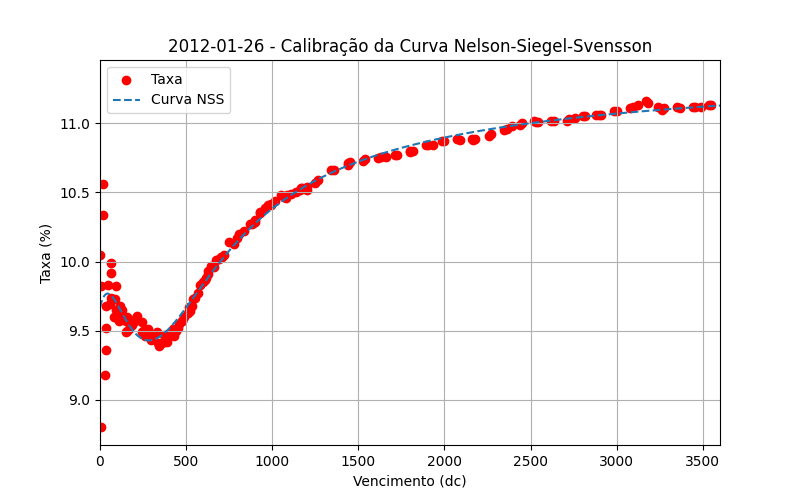 2012-01-26 - Calibração da Curva Nelson-Siegel-Svensson
Taxa
Curva NSS
Taxa (%)
11.0
10.5
10.0
9.5
9.0
0 500 1000 1500 2000 2500 3000 3500
Vencimento (dc)